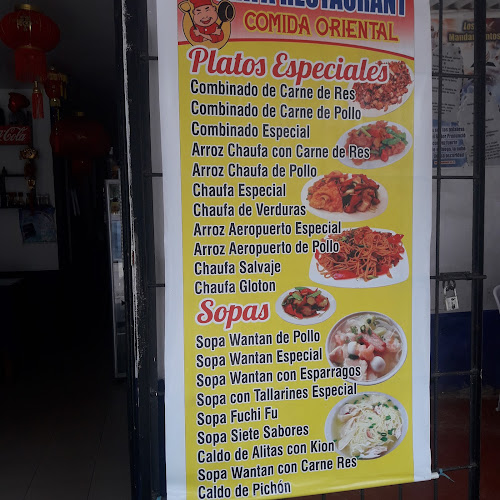 RESTAURANT
COMIDA ORIENTAL
Platos Especiales
Combinado de Carne de Res
Combinado de Carne de Pollo
Combinado Especial
Arroz Chaufa con Carne de Res
Arroz Chaufa de Pollo
Chaufa Especial
Chaufa de Verduras
Arroz Aeropuerto Especial
Arroz Aeropuerto de Pollo
Chaufa Salvaje
Chaufa Gloton
Sopas
Sopa Wantan de Pollo
Sopa Wantan Especial
Sopa Wantan con Esparragos
Sopa con Tallarines Especial
Sopa Fuchi Fu
Sopa Siete Sabores
Caldo de Alitas con Kion
Sopa Wantan con Carne Res
Caldo de Pichón
Coca-Cola